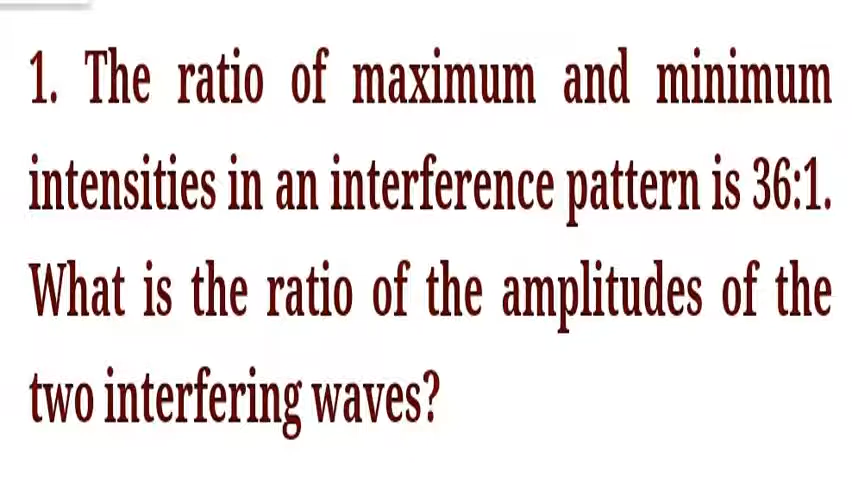 1. The ratio of maximum and minimum
intensities in an interference pattern is 36:1.
What is the ratio of the amplitudes of the
two interfering waves?